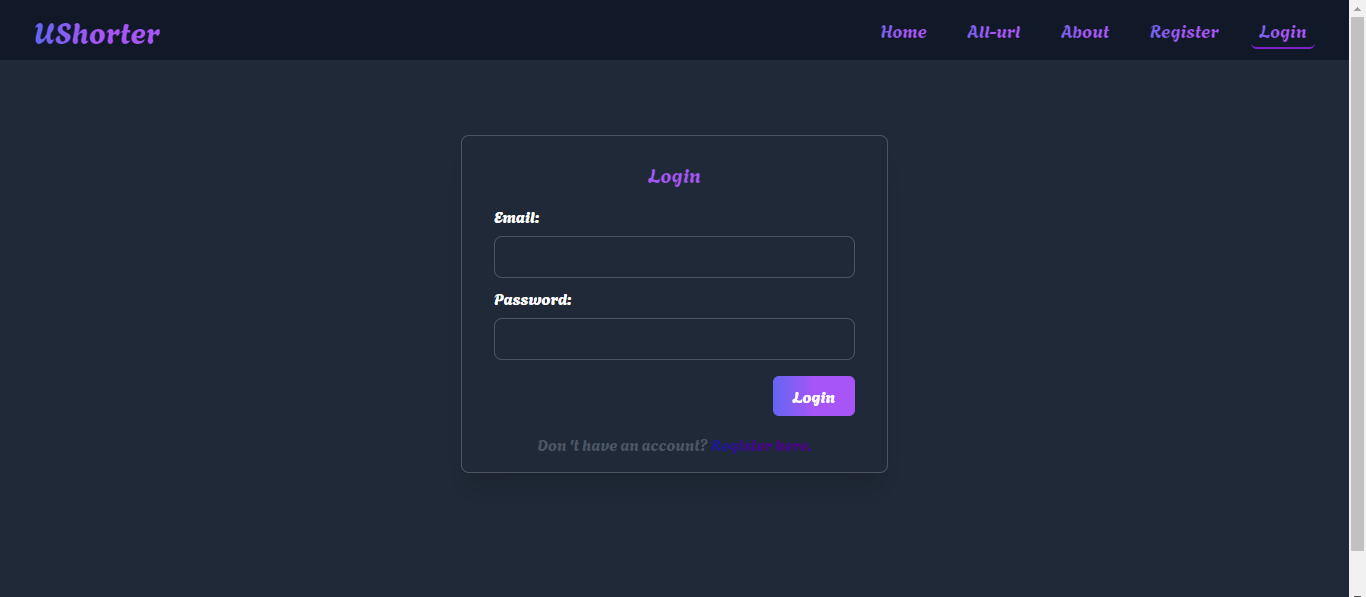 UShorter
Home All-url About Register Login
Login
Email:
Password:
Login
Don 't have an account? Register here.